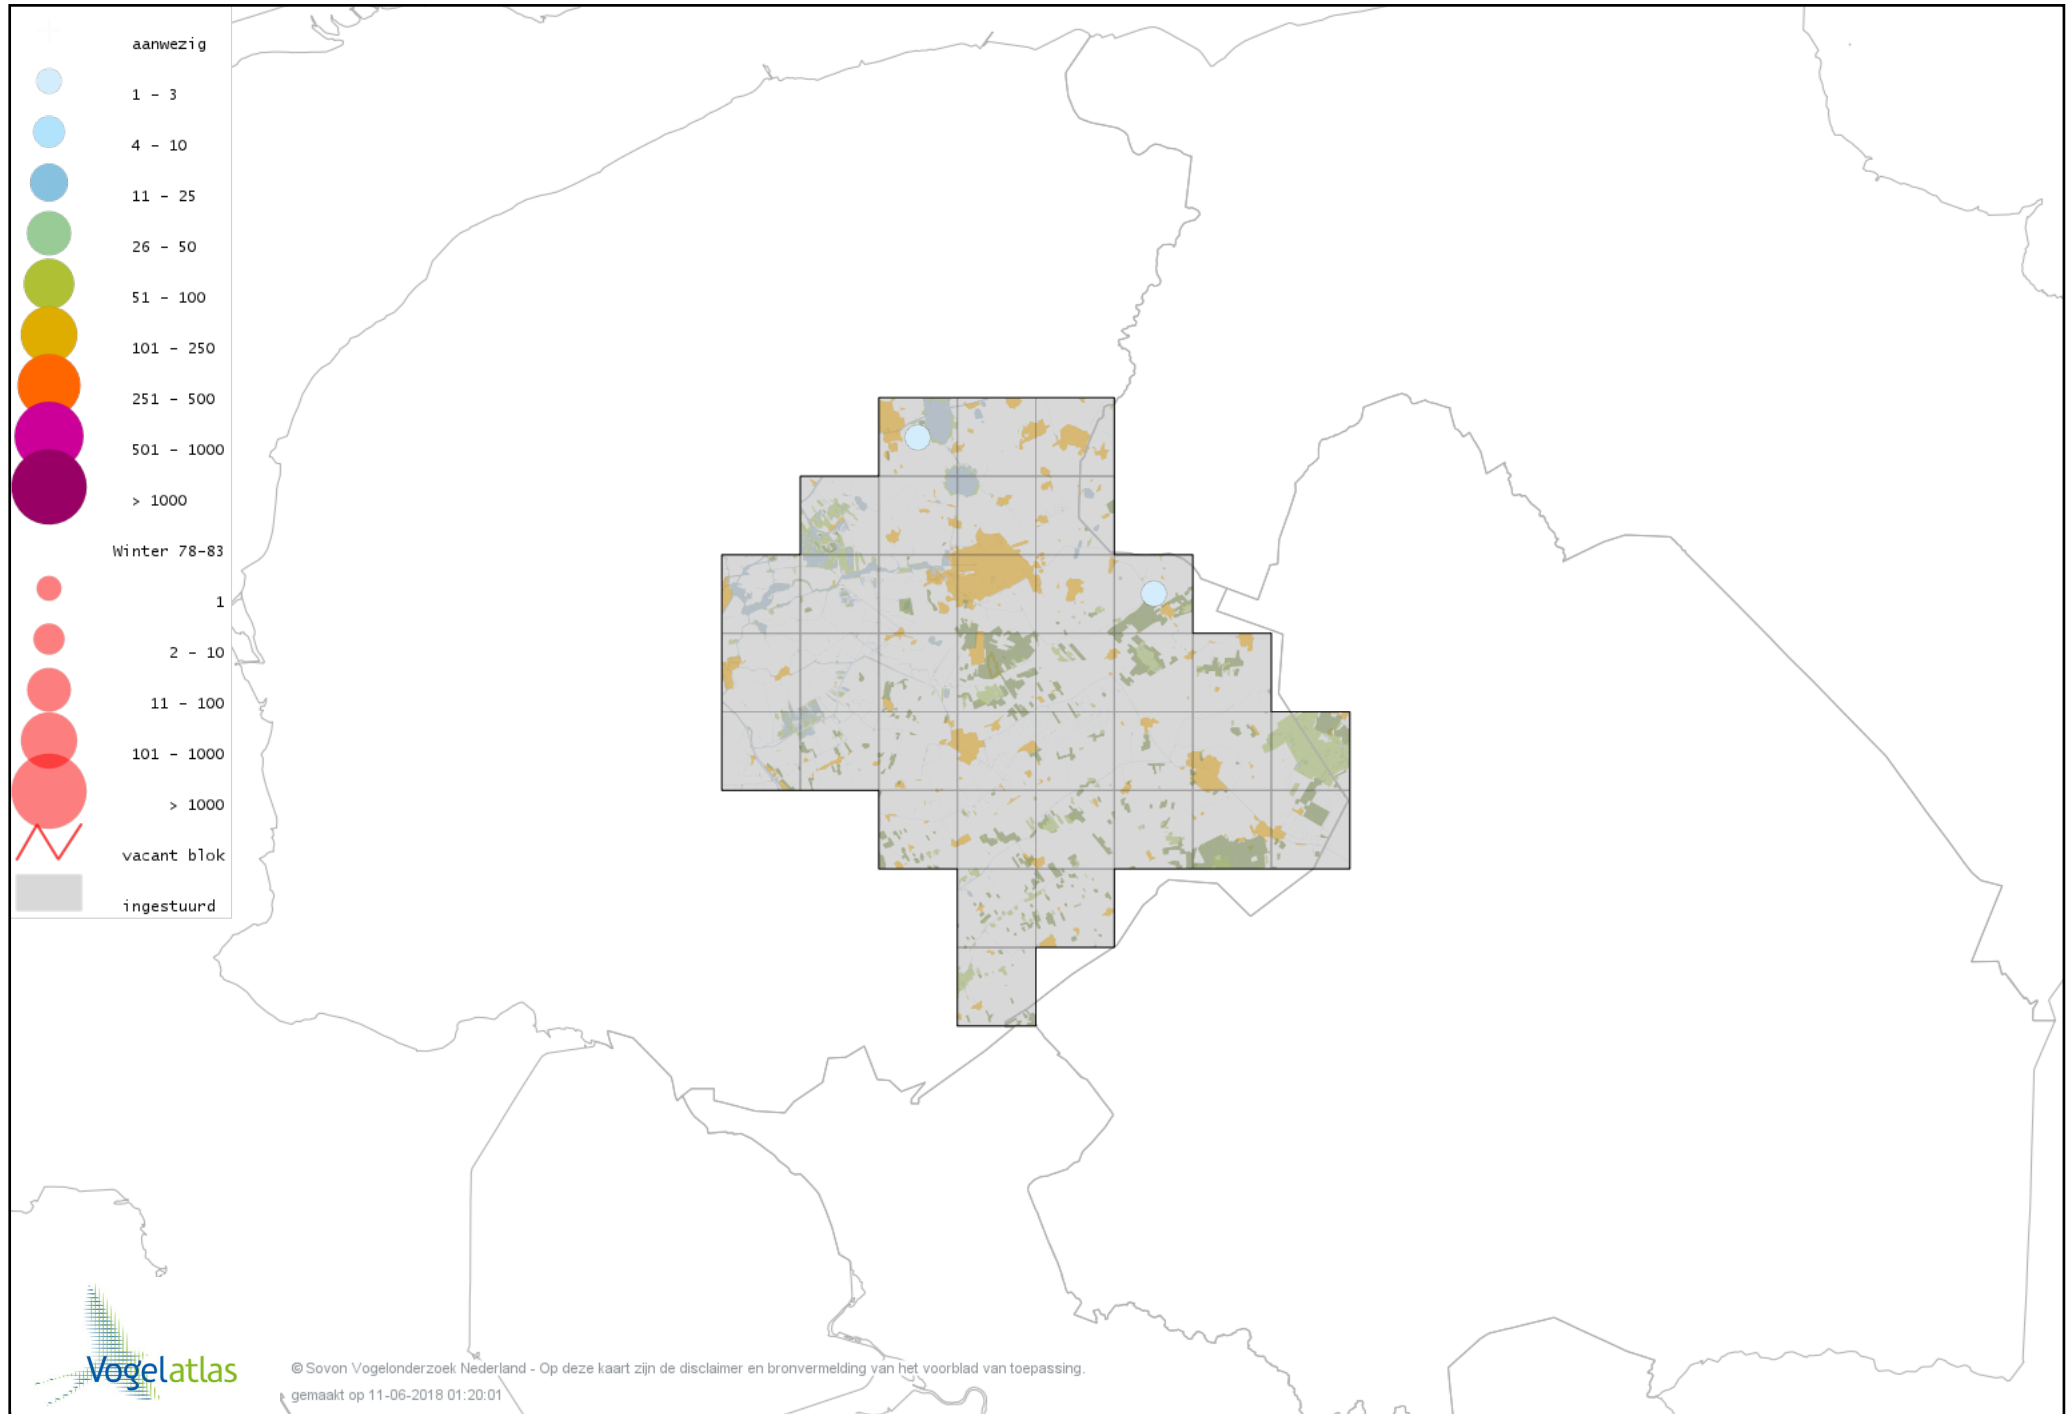 aanwezig
1 - 3
4 - 10
11 - 25
26 - 50
51 - 100
101 - 250
251 - 500
501 - 1000
> 1000
Winter 78-83
1
2 - 10
11 - 100
101 - 1000
> 1000
vacant blok
ingestuurd
Vogelatlas
© Sovon Vogelonderzoek Nederland - Op deze kaart zijn de disclaimer en bronvermelding van het voorblad van toepassing.
gemaakt op 11-06-2018 01:20:01